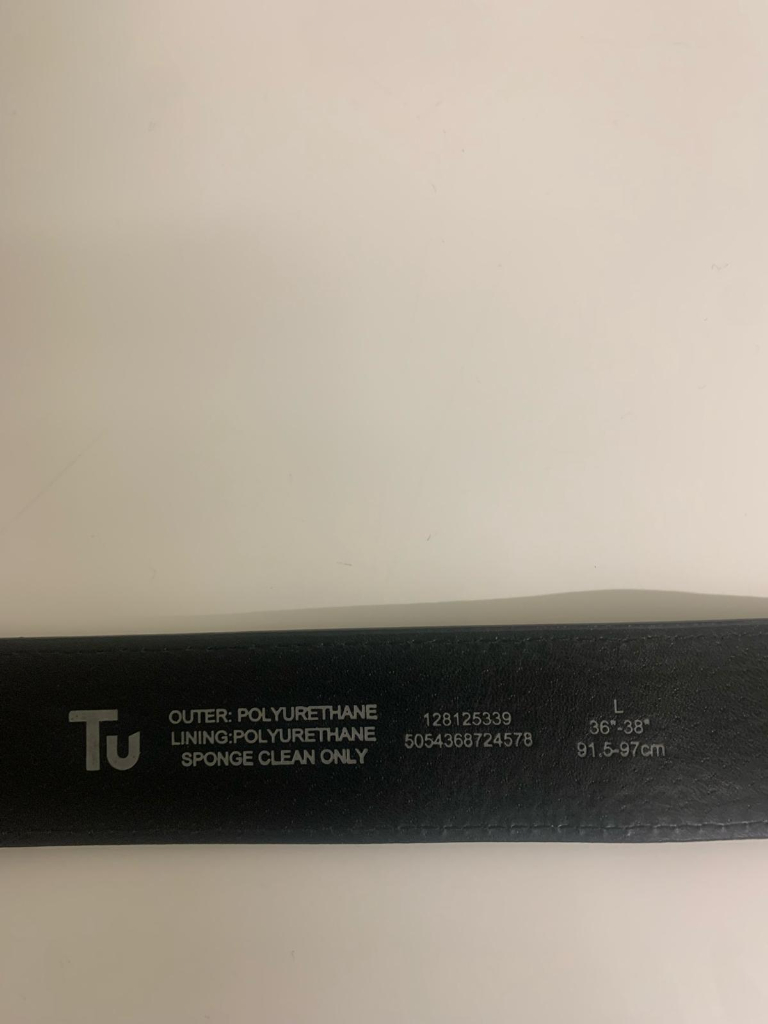 Tu
OUTER: POLYURETHANE
LINING:POLYURETHANE
SPONGE CLEAN ONLY
128125339
5054368724578
L
36"-38"
91.5-97cm